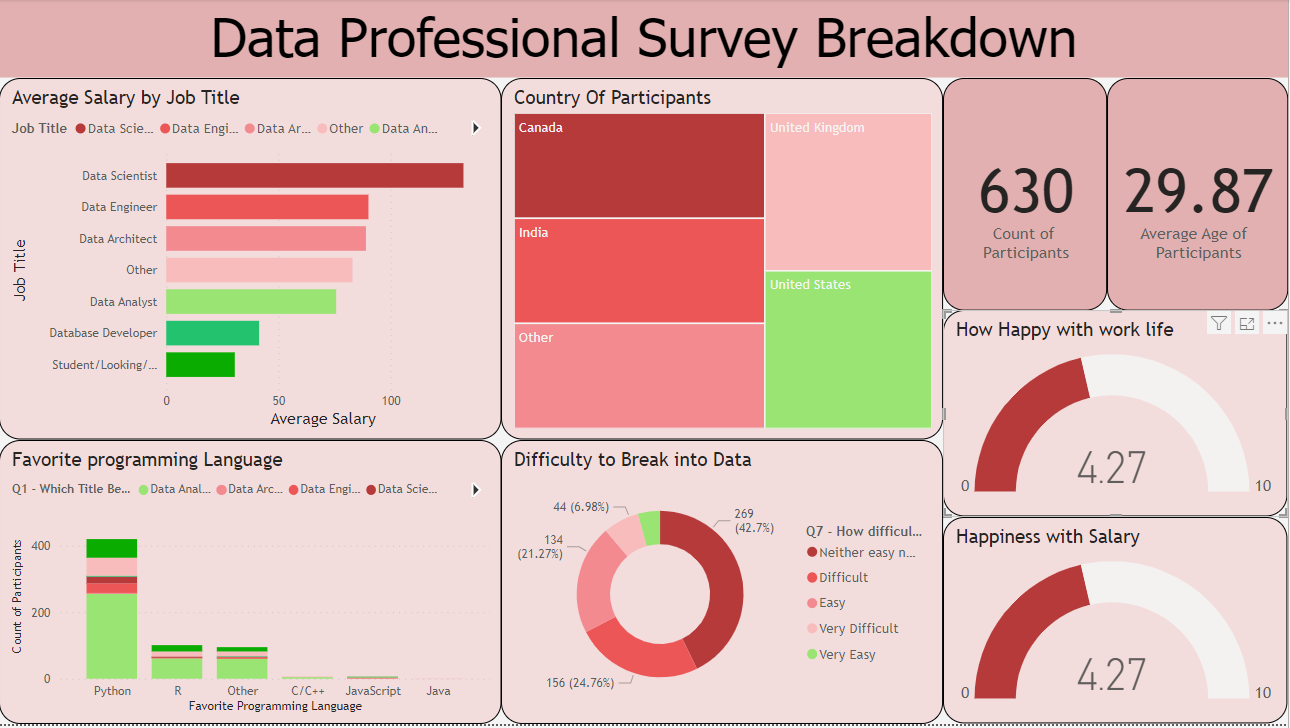 Data Professional Survey Breakdown
Average Salary by Job Title
Job Title Data Scie... Data Engi... Data Ar... Other Data An...
Data Scientist
Data Engineer
Data Architect
Other
Data Analyst
Database Developer
Student/Looking/...
Job Title
0 50 100
Average Salary
Country Of Participants
Canada
United Kingdom
India
United States
Other
630
Count of
Participants
29.87
Average Age of
Participants
How Happy with work life
4.27
0 10
Favorite programming Language
Q1 - Which Title Be... Data Anal... Data Arc... Data Engi... Data Scie...
Count of Participants
400
200
0
Python R Other C/C++ JavaScript Java
Favorite Programming Language
Difficulty to Break into Data
44 (6.98%)
269
(42.7%)
134
(21.27%)
156 (24.76%)
Q7 - How difficul...
Neither easy n...
Difficult
Easy
Very Difficult
Very Easy
Happiness with Salary
4.27
0 10